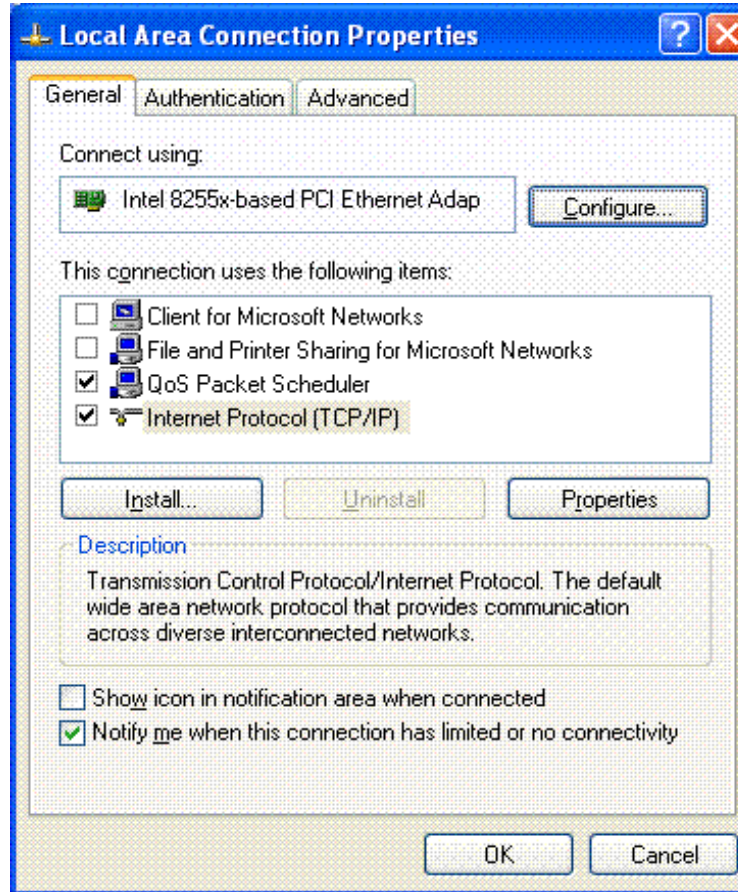 Local Area Connection Properties
General Authentication Advanced
Connect using:
Intel 8255x-based PCI Ethernet Adap Configure...
This connection uses the following items:
Client for Microsoft Networks
File and Printer Sharing for Microsoft Networks
QoS Packet Scheduler
Internet Protocol (TCP/IP)
Install... Uninstall Properties
Description
Transmission Control Protocol/Internet Protocol. The default
wide area network protocol that provides communication
across diverse interconnected networks.
Show icon in notification area when connected
Notify me when this connection has limited or no connectivity
OK Cancel